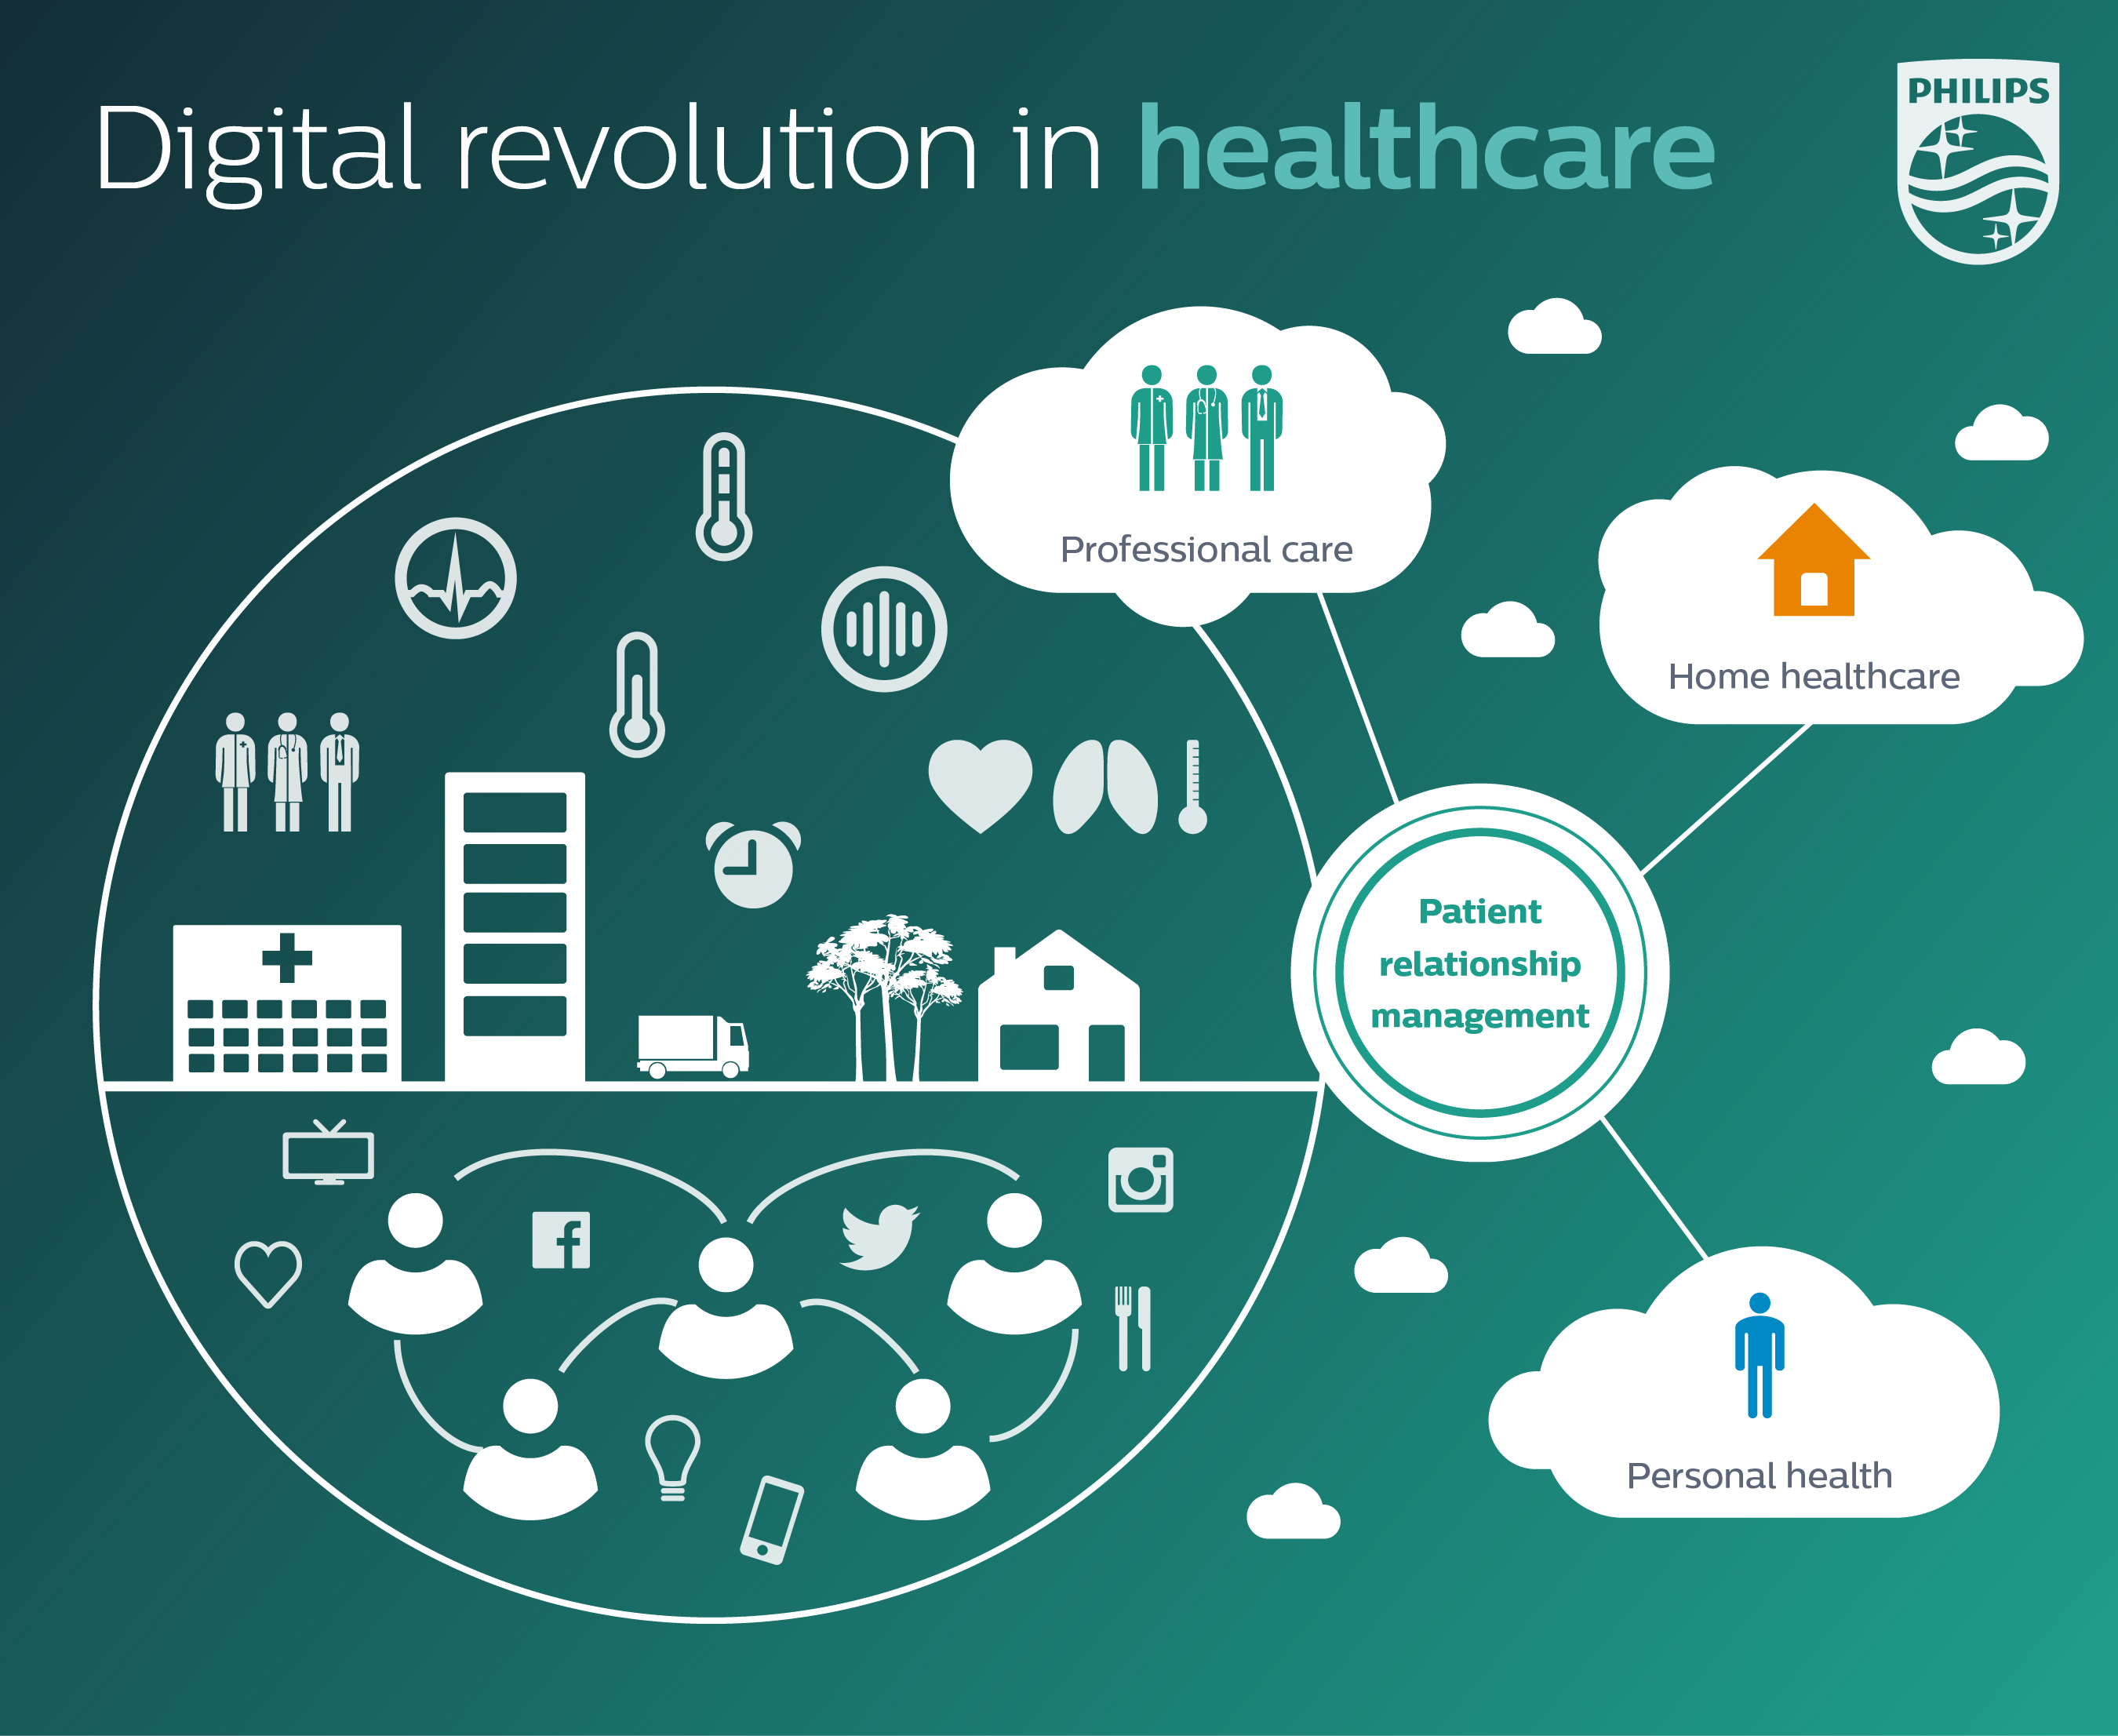 Digital revolution in healthcare
PHILIPS
Professional care
Home healthcare
Patient
relationship
management
Personal health